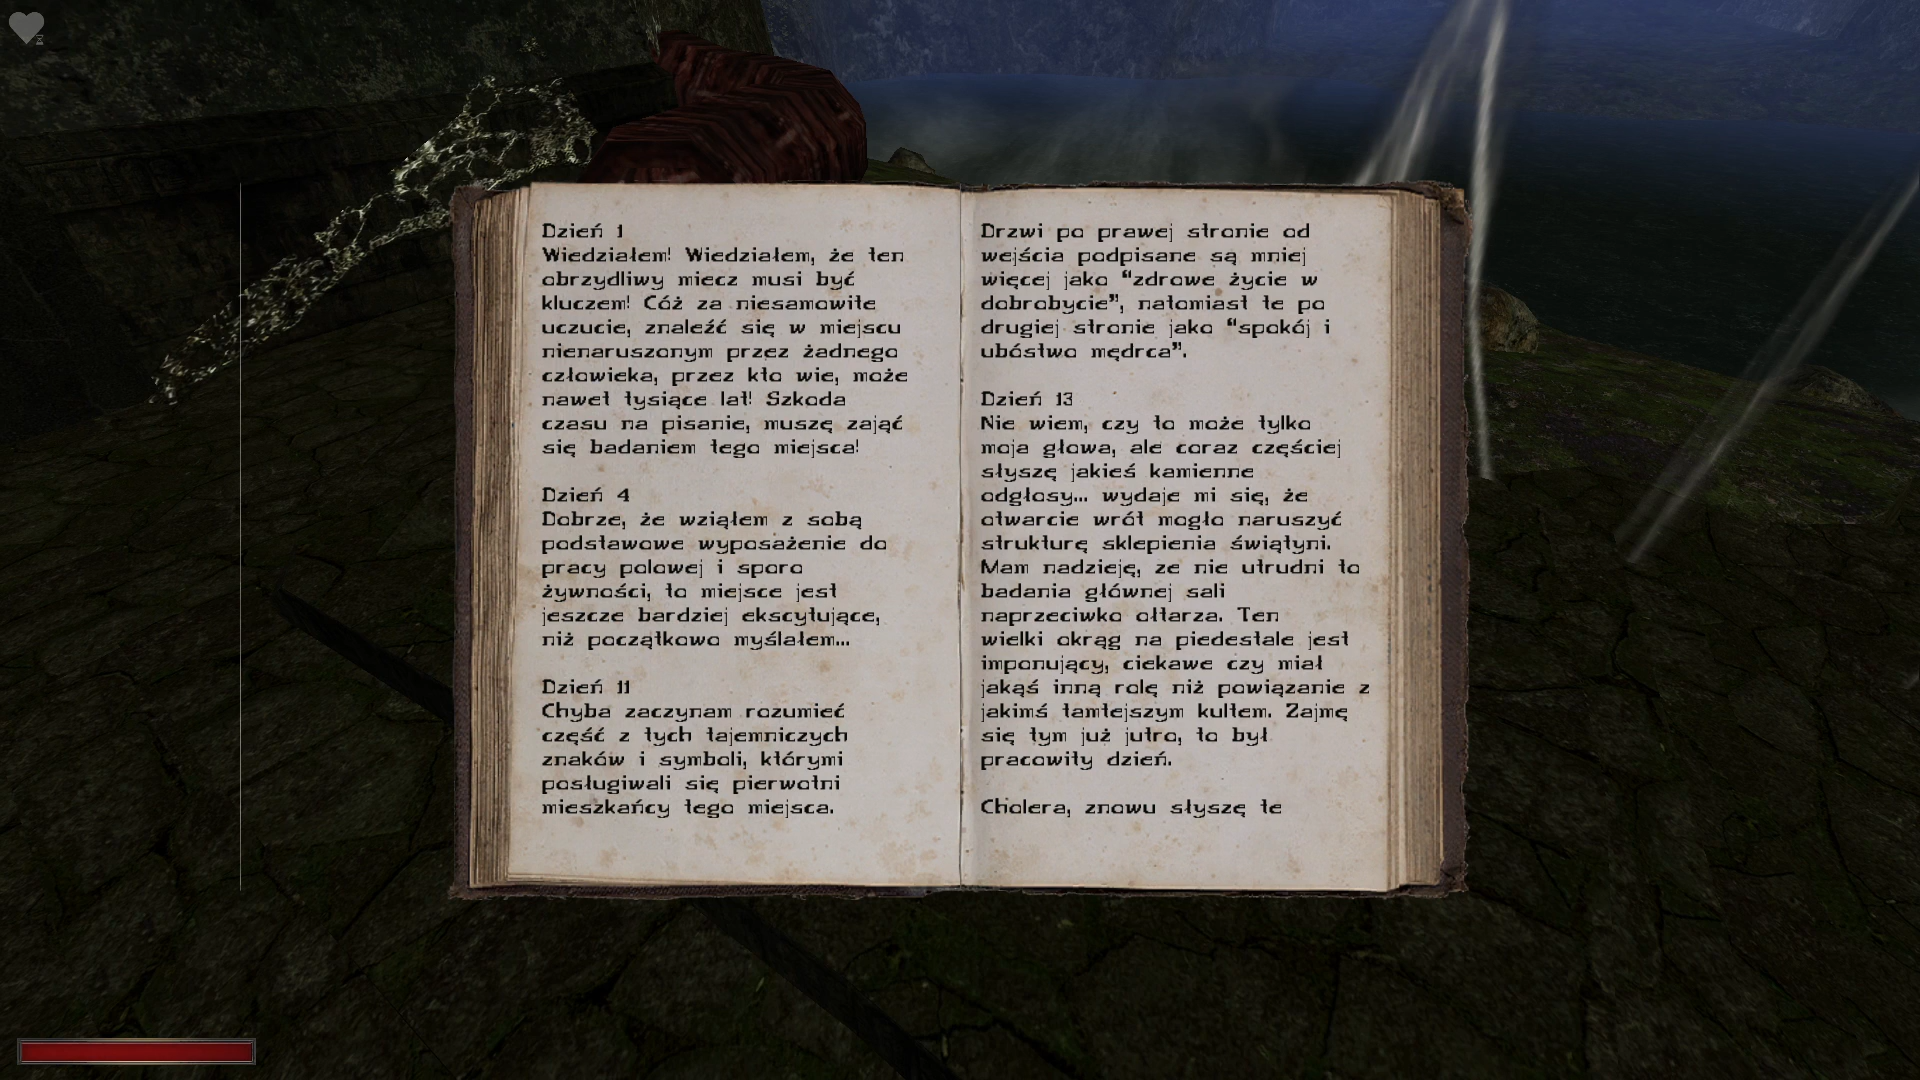 Dzień 1
Wiedziałem! Wiedziałem, że ten
obrzydliwy miecz musi być
kluczem! Cóż za niesamowite
uczucie, znaleźć się w miejscu
nienaruszonym przez żadnego
człowieka, przez kto wie, może
nawet tysiące lat! Szkoda
czasu na pisanie, muszę zająć
się badaniem tego miejsca!
Dzień 4
Dobrze, że wziąłem z sobą
podstawowe wyposażenie do
pracy polowej i sporo
żywności, to miejsce jest
jeszcze bardziej ekscytujące,
niż początkowo myślałem...
Dzień 11
Chyba zaczynam rozumieć
część z tych tajemniczych
znaków i symboli, którymi
posługiwali się pierwotni
mieszkańcy tego miejsca.
Drzwi po prawej stronie od
wejścia podpisane są mniej
więcej jako “zdrowe życie w
dobrobycie”, natomiast te po
drugiej stronie jako “spokój i
ubóstwo mędrca”.
Dzień 13
Nie wiem, czy to może tylko
moja głowa, ale coraz częściej
słyszę jakieś kamienne
odgłosy... wydaje mi się, że
otwarcie wrót mogło naruszyć
strukturę sklepienia świątyni.
Mam nadzieję, ze nie utrudni to
badania głównej sali
naprzeciwko ołtarza. Ten
wielki okrąg na piedestale jest
imponujący, ciekawe czy miał
jakąś inną rolę niż powiązanie z
jakimś tamtejszym kultem. Zajmę
się tym już jutro, to był
pracowity dzień.
Cholera, znowu słyszę te